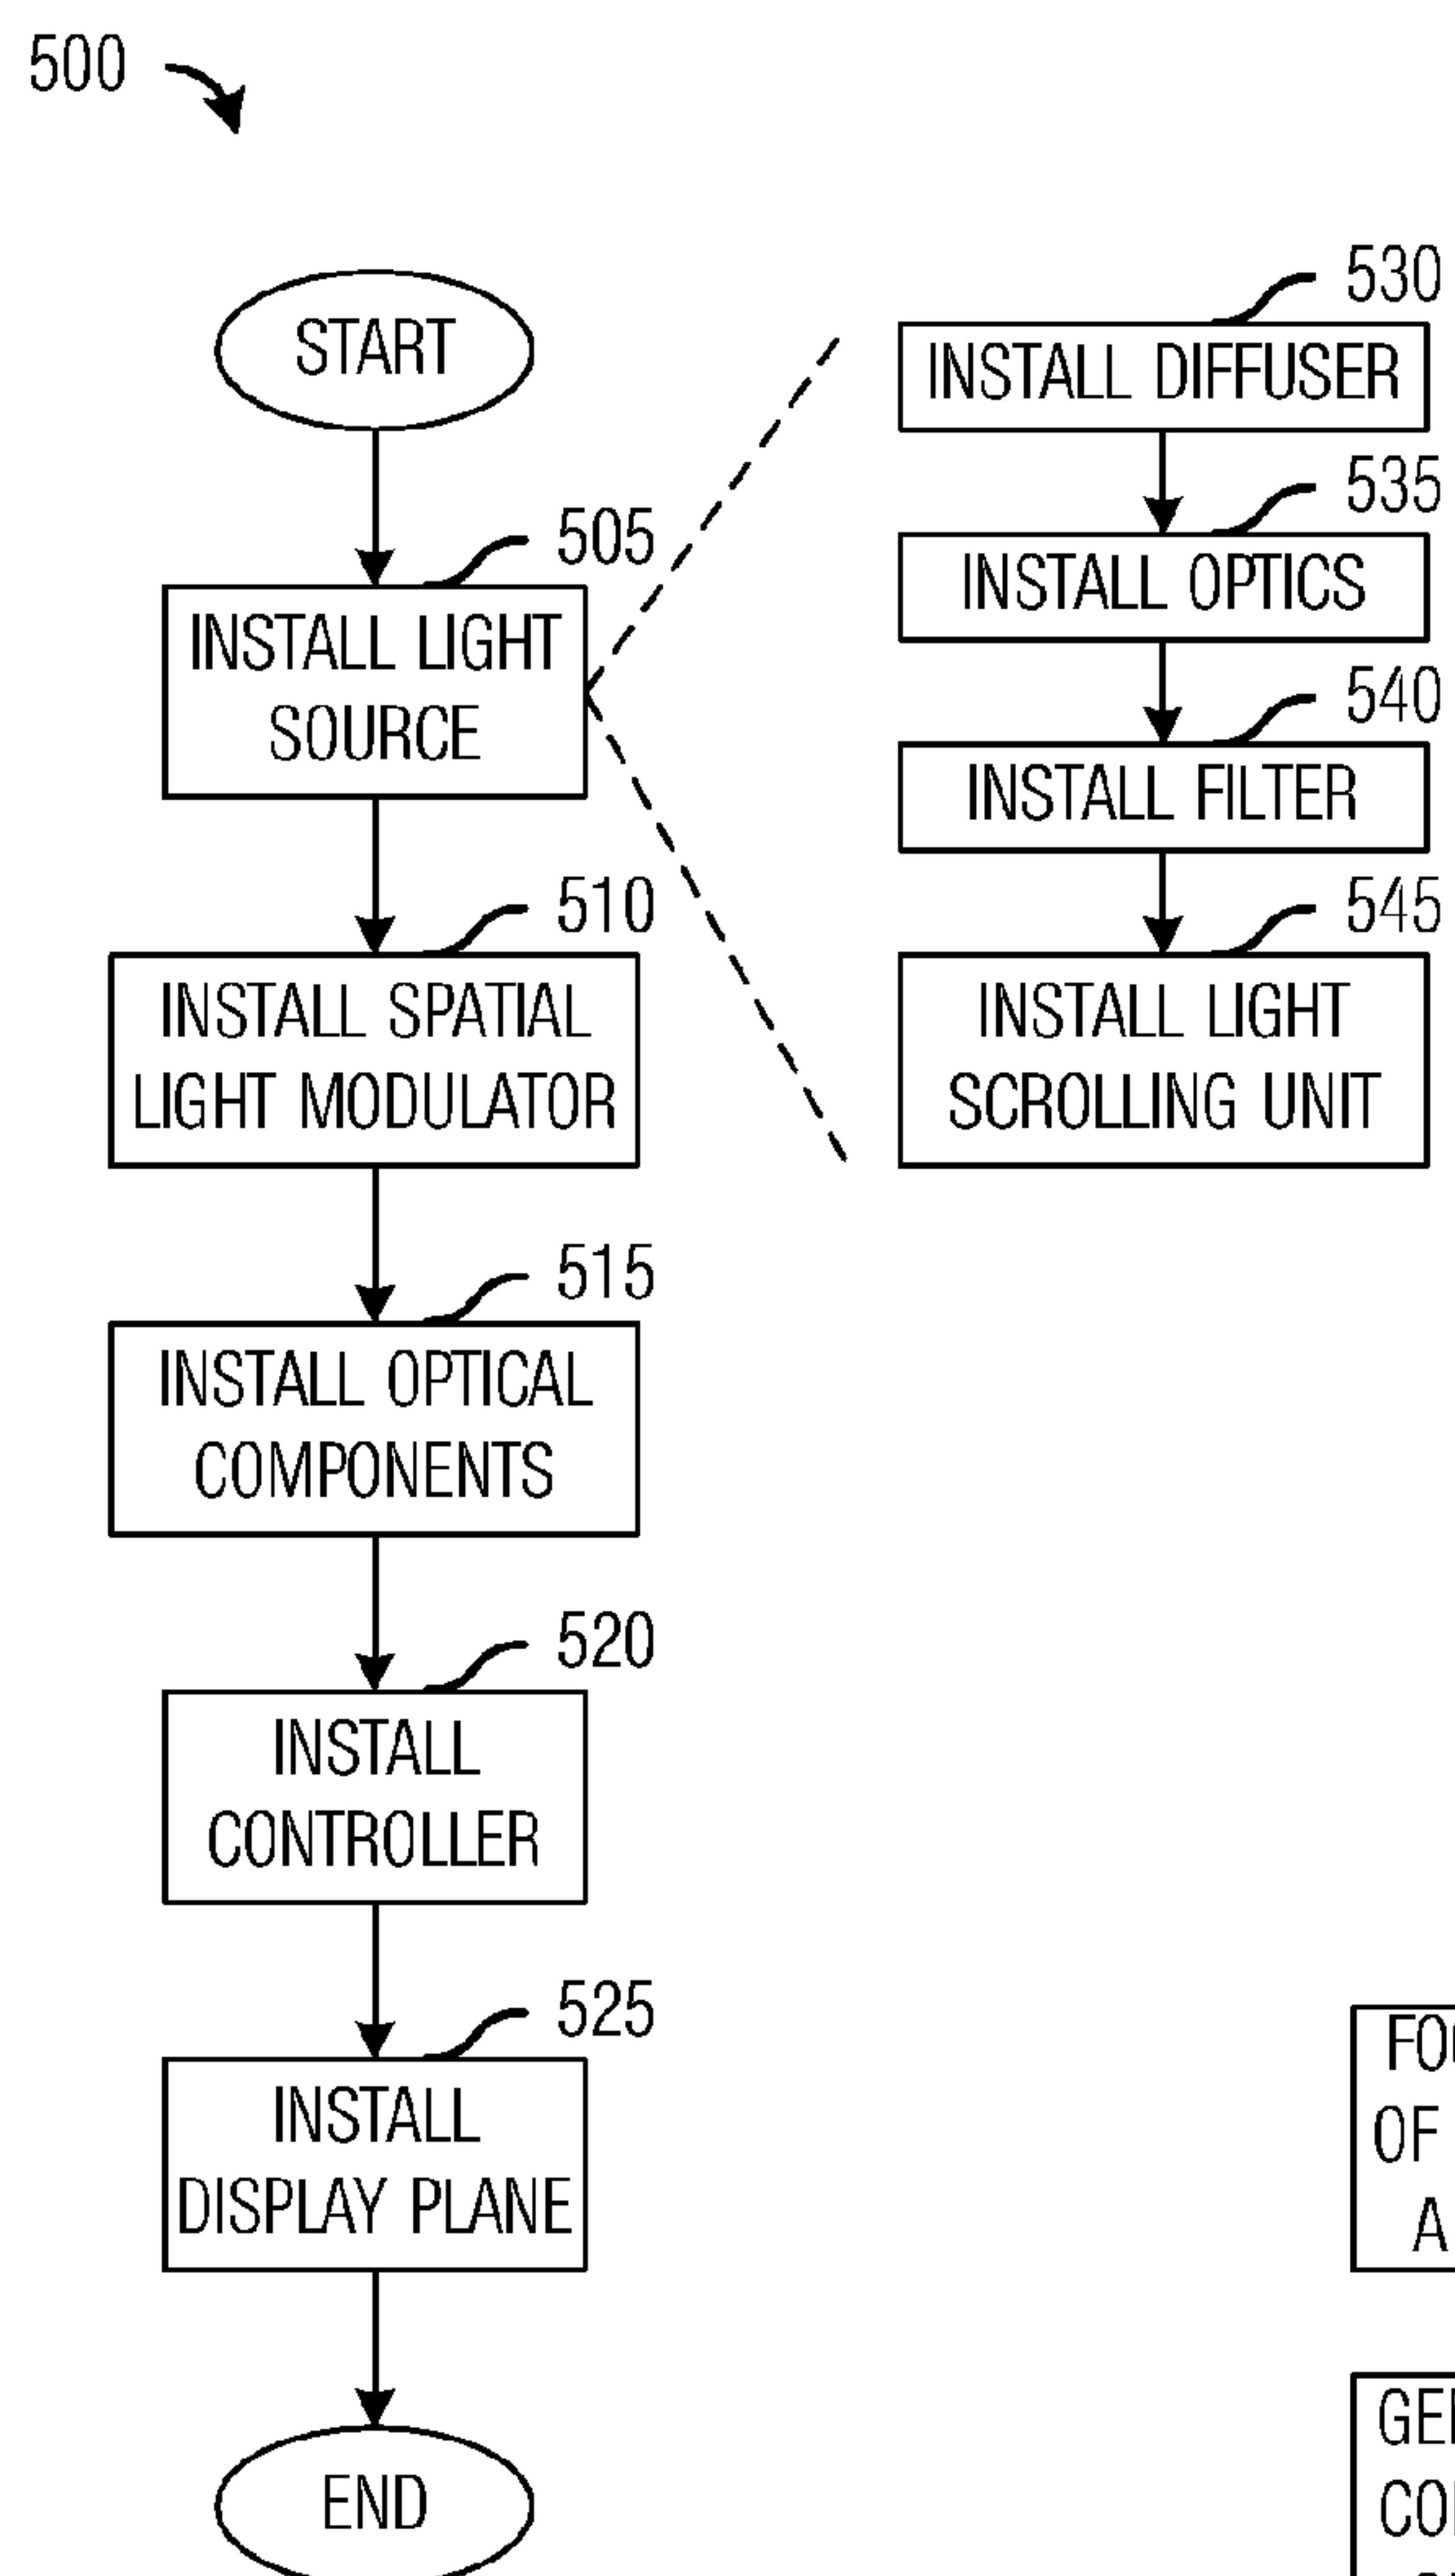 500
START
505
INSTALL LIGHT
SOURCE
510
INSTALL SPATIAL
LIGHT MODULATOR
515
INSTALL OPTICAL
COMPONENTS
520
INSTALL
CONTROLLER
525
INSTALL
DISPLAY PLANE
END
530
INSTALL DIFFUSER
535
INSTALL OPTICS
540
INSTALL FILTER
545
INSTALL LIGHT
SCROLLING UNIT
OF
A